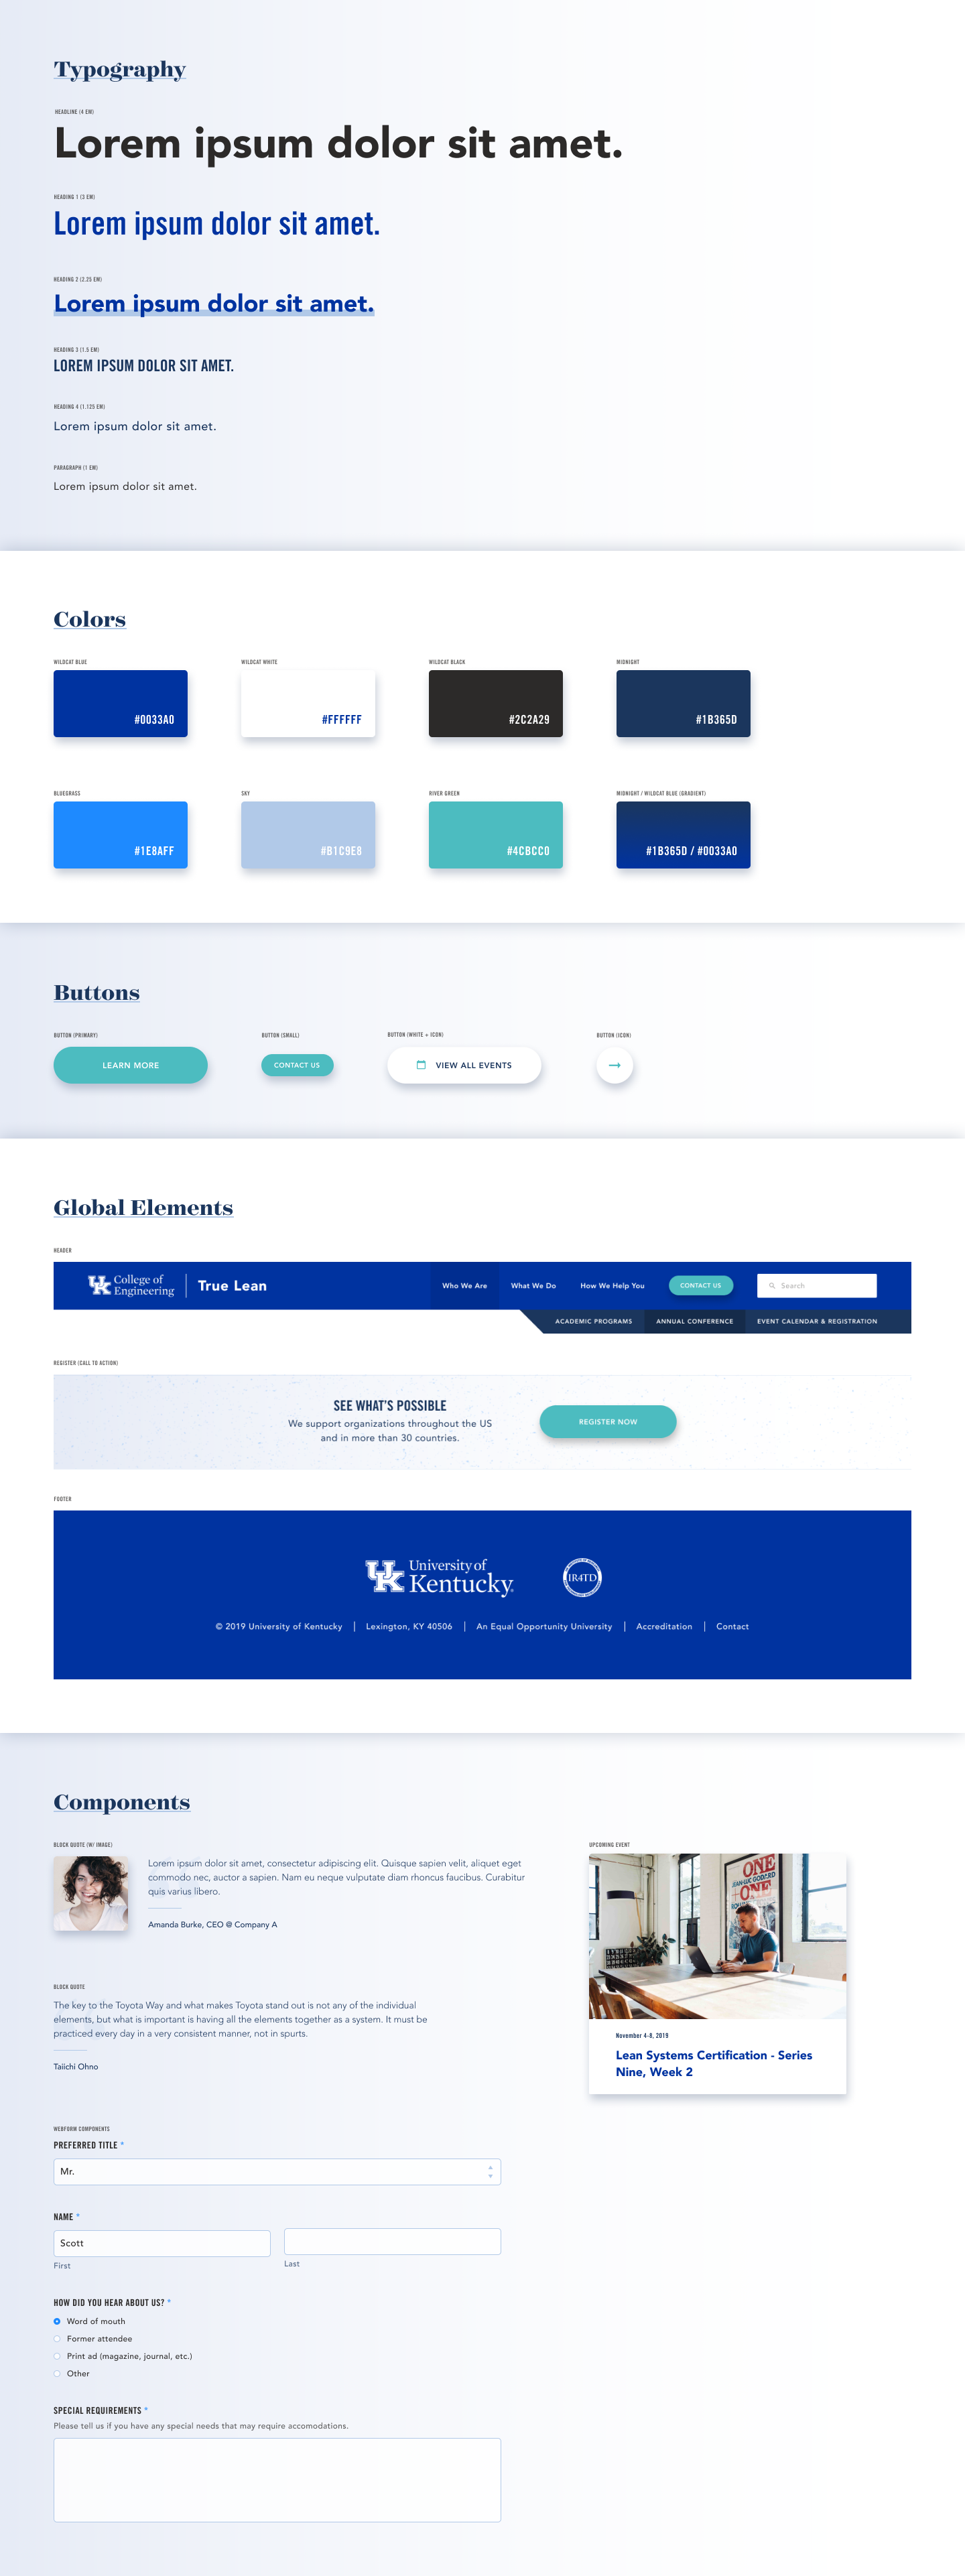 Typography
HEADLINE (4 EM)
Lorem ipsum dolor sit amet.
HEADING 1 (3 EM)
Lorem ipsum dolor sit amet.
HEADING 2 (2.25 EM)
Lorem ipsum dolor sit amet.
HEADING 3 (1.5 EM)
LOREM IPSUM DOLOR SIT AMET.
HEADING 4 (1.125 EM)
Lorem ipsum dolor sit amet.
PARAGRAPH (1 EM)
Lorem ipsum dolor sit amet.
Colors
WILDCAT BLUE
#0033A0
WILDCAT WHITE
#FFFFFF
WILDCAT BLACK
#2C2A29
MIDNIGHT
#1B365D
BLUEGRASS
#1E8AFF
SKY
#B1C9E8
RIVER GREEN
#4CBCC0
MIDNIGHT / WILDCAT BLUE (GRADIENT)
#1B365D / #0033A0
Buttons
BUTTON (PRIMARY)
LEARN MORE
BUTTON (SMALL)
CONTACT US
BUTTON (WHITE + ICON)
VIEW ALL EVENTS
BUTTON (ICON)
Global Elements
HEADER
UK
College of
Engineering
True Lean
Who We Are
What We Do
How We Help You
CONTACT US
Search
ACADEMIC PROGRAMS
ANNUAL CONFERENCE
EVENT CALENDAR & REGISTRATION
REGISTER (CALL TO ACTION)
SEE WHAT'S POSSIBLE
We support organizations throughout the US
and in more than 30 countries.
REGISTER NOW
FOOTER
UK
University of
Kentucky
IR4TD
© 2019 University of Kentucky | Lexington, KY 40506 | An Equal Opportunity University | Accreditation | Contact
Components
BLOCK QUOTE (W/ IMAGE)
Lorem ipsum dolor sit amet, consectetur adipiscing elit. Quisque sapien velit, aliquet eget
commodo nec, auctor a sapien. Nam eu neque vulputate diam rhoncus faucibus. Curabitur
quis varius libero.
Amanda Burke, CEO @ Company A
BLOCK QUOTE
The key to the Toyota Way and what makes Toyota stand out is not any of the individual
elements, but what is important is having all the elements together as a system. It must be
practiced every day in a very consistent manner, not in spurts.
Taiichi Ohno
UPCOMING EVENT
ONE
JEAN-LUC GODARD
ONE
November 4-8, 2019
Lean Systems Certification - Series
Nine, Week 2
WEBFORM COMPONENTS
PREFERRED TITLE *
Mr.
NAME *
Scott
First
Last
HOW DID YOU HEAR ABOUT US? *
Word of mouth
Former attendee
Print ad (magazine, journal, etc.)
Other
SPECIAL REQUIREMENTS *
Please tell us if you have any special needs that may require accomodations.